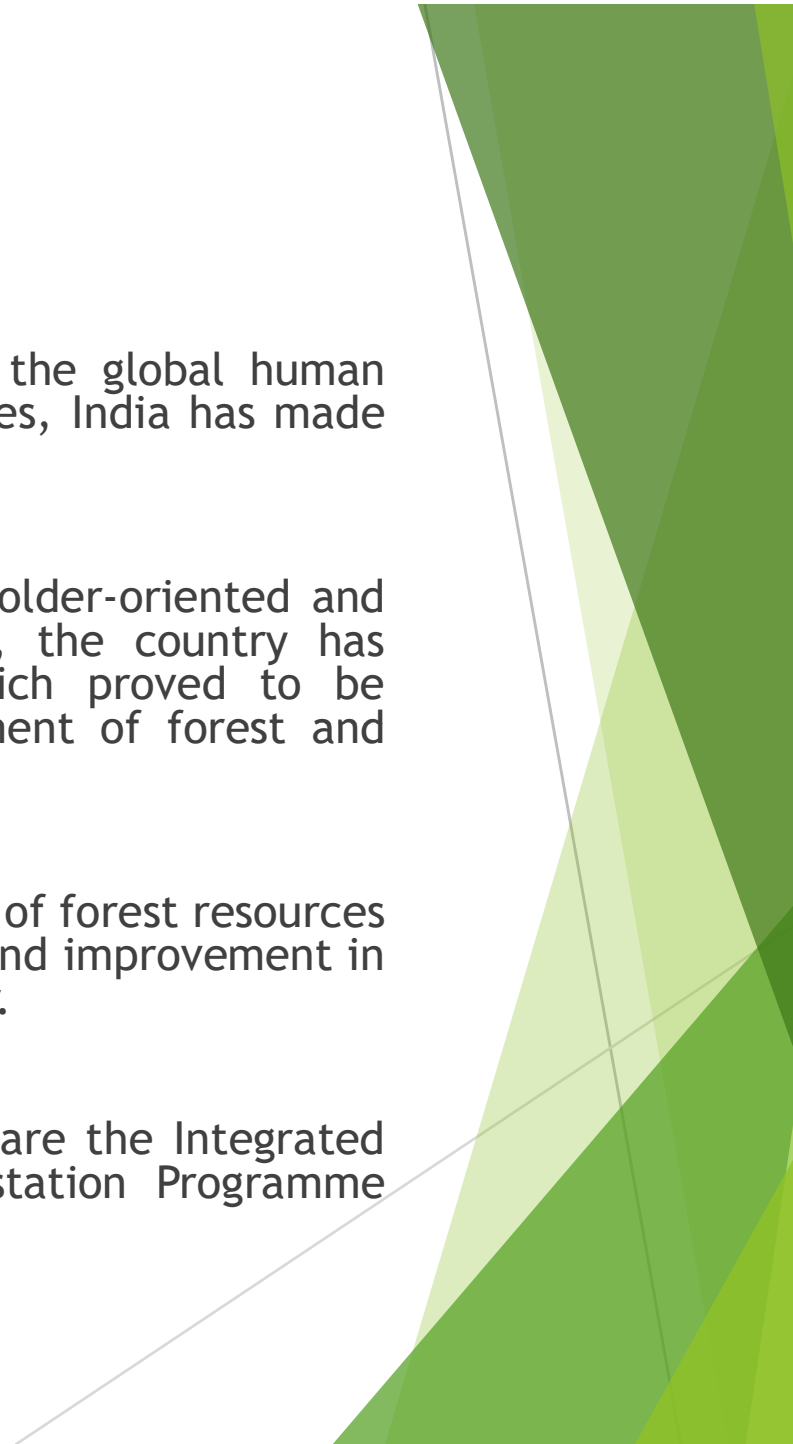 the global human
es, India has made
older-oriented and
, the country has
ich proved to be
ent of forest and
of forest resources
nd improvement in
.
are the Integrated
station Programme